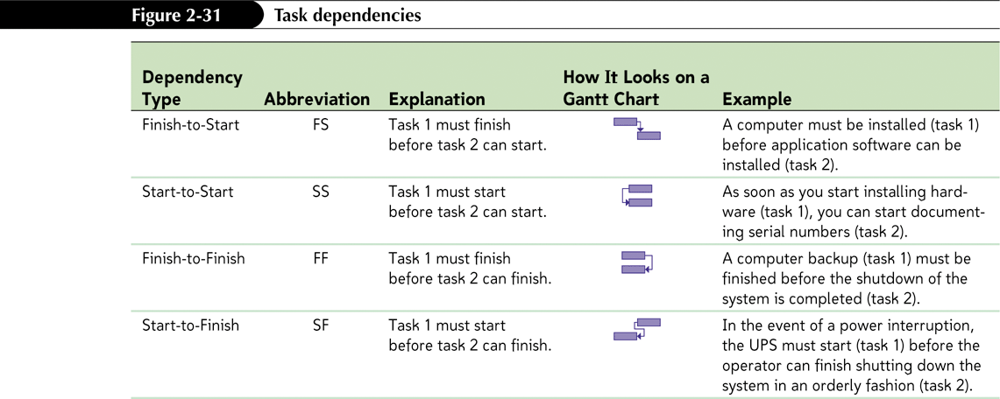 Figure 2-31 Task dependencies
Dependency Type Abbreviation Explanation How It Looks on a Gantt Chart Example
Finish-to-Start FS Task 1 must finish A computer must be installed (task 1)
before task 2 can start. before application software can be
installed (task 2).
Start-to-Start SS Task 1 must start As soon as you start installing hard-
before task 2 can start. ware (task 1), you can start document-
ing serial numbers (task 2).
Finish-to-Finish FF Task 1 must finish A computer backup (task 1) must be
before task 2 can finish. finished before the shutdown of the
system is completed (task 2).
Start-to-Finish SF Task 1 must start In the event of a power interruption,
before task 2 can finish. the UPS must start (task 1) before the
operator can finish shutting down the
system in an orderly fashion (task 2).